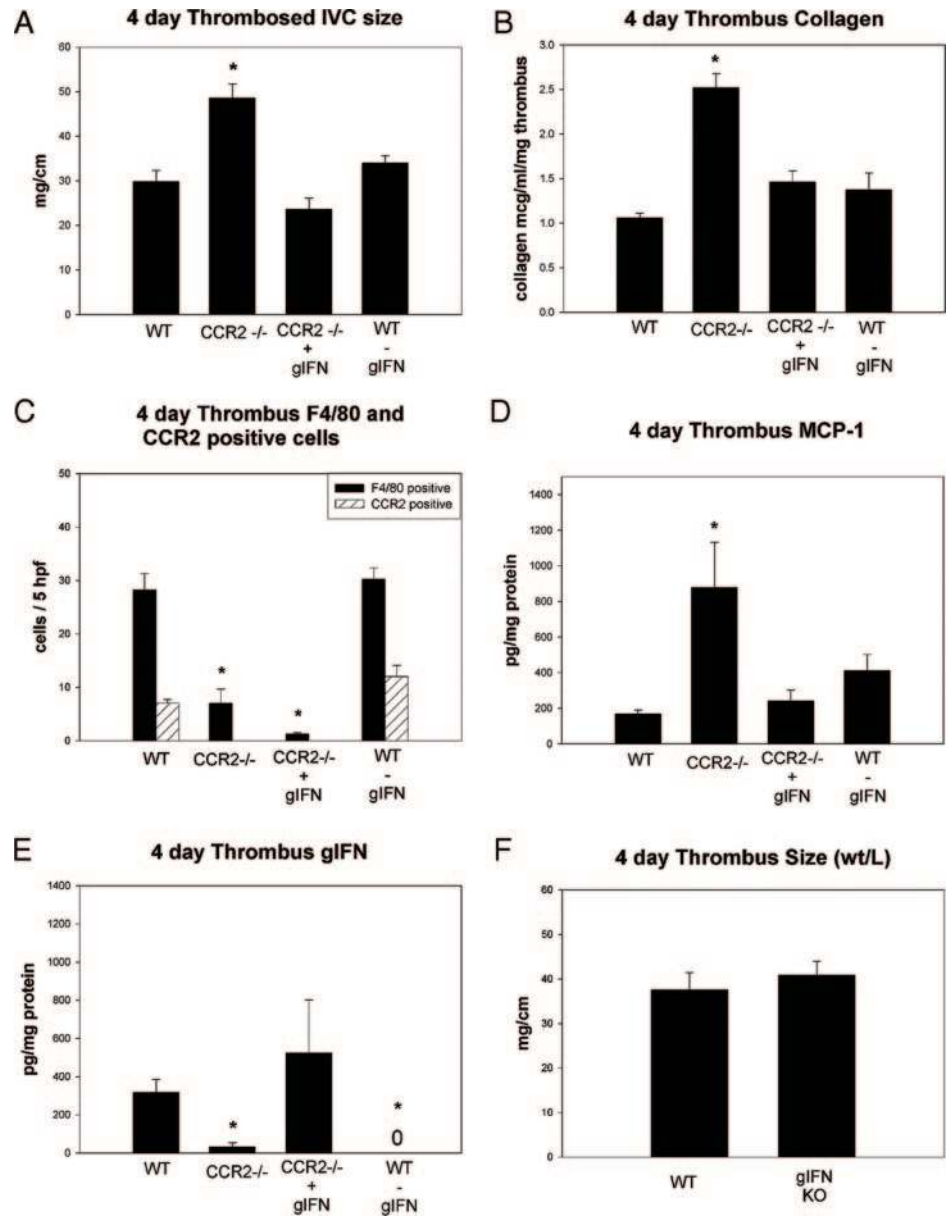 A
4 day Thrombosed IVC size
mg/cm
60
50
40
30
20
10
0
*
WT
CCR2 -/-
CCR2 -/-
+
gIFN
WT
-
gIFN
B
4 day Thrombus Collagen
collagen mcg/ml/mg thrombus
3.0
2.5
2.0
1.5
1.0
0.5
0.0
*
WT
CCR2-/-
CCR2 -/-
+
gIFN
WT
-
gIFN
C
4 day Thrombus F4/80 and
CCR2 positive cells
cells / 5 hpf
50
40
30
20
10
0
F4/80 positive
CCR2 positive
*
*
WT
CCR2-/-
CCR2-/-
+
gIFN
WT
-
gIFN
D
4 day Thrombus MCP-1
pg/mg protein
1400
1200
1000
800
600
400
200
0
*
WT
CCR2-/-
CCR2-/-
+
gIFN
WT
-
gIFN
E
4 day Thrombus gIFN
pg/mg protein
1400
1200
1000
800
600
400
200
0
*
*
0
WT
CCR2-/-
CCR2-/-
+
gIFN
WT
-
gIFN
F
4 day Thrombus Size (wt/L)
mg/cm
60
50
40
30
20
10
0
WT
gIFN
KO